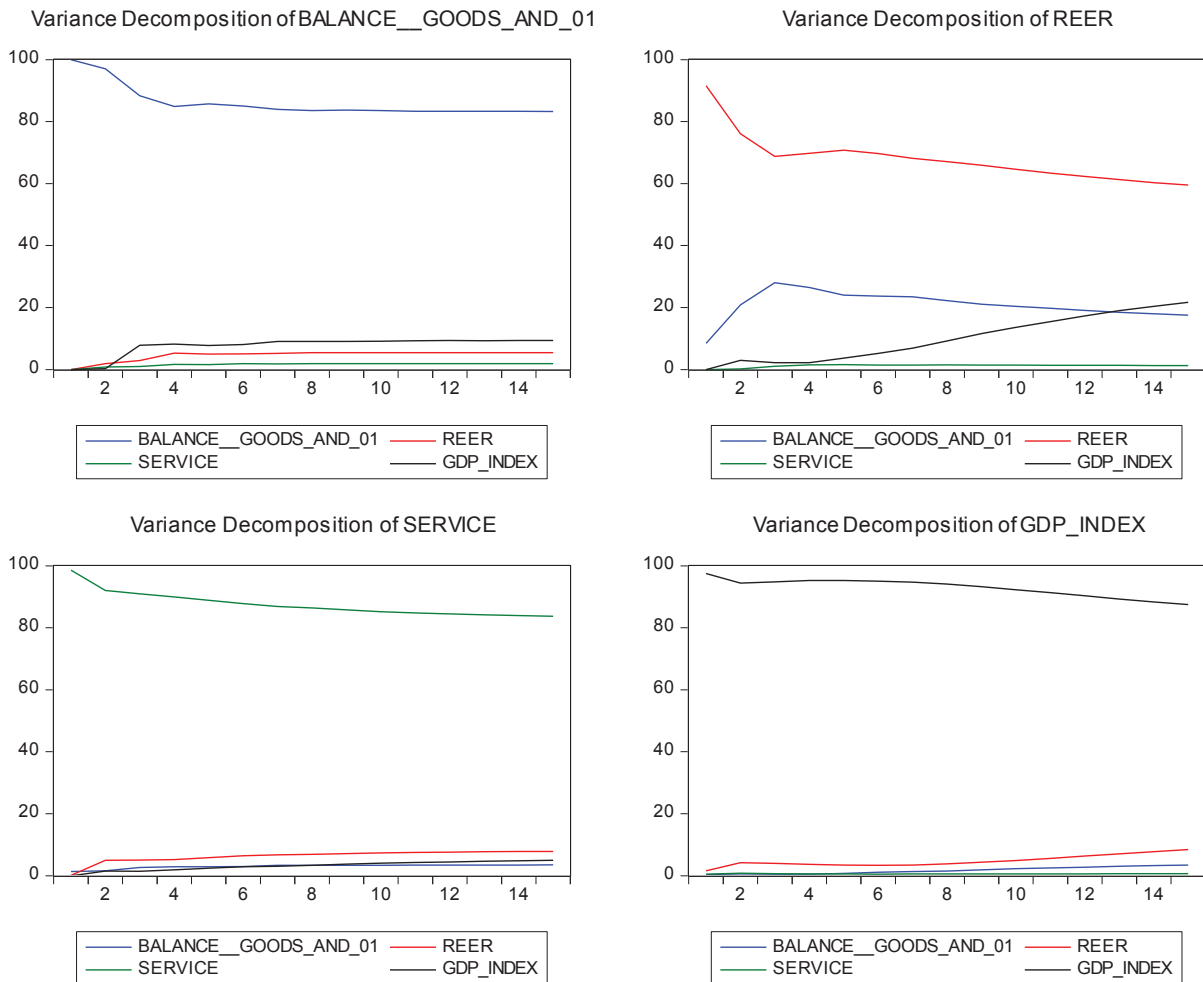 Variance Decomposition of BALANCE__GOODS_AND_01
100
80
60
40
20
0
2 4 6 8 10 12 14
BALANCE__GOODS_AND_01 REER
SERVICE GDP_INDEX
Variance Decomposition of REER
100
80
60
40
20
0
2 4 6 8 10 12 14
BALANCE__GOODS_AND_01 REER
SERVICE GDP_INDEX
Variance Decomposition of SERVICE
100
80
60
40
20
0
2 4 6 8 10 12 14
BALANCE__GOODS_AND_01 REER
SERVICE GDP_INDEX
Variance Decomposition of GDP_INDEX
100
80
60
40
20
0
2 4 6 8 10 12 14
BALANCE__GOODS_AND_01 REER
SERVICE GDP_INDEX